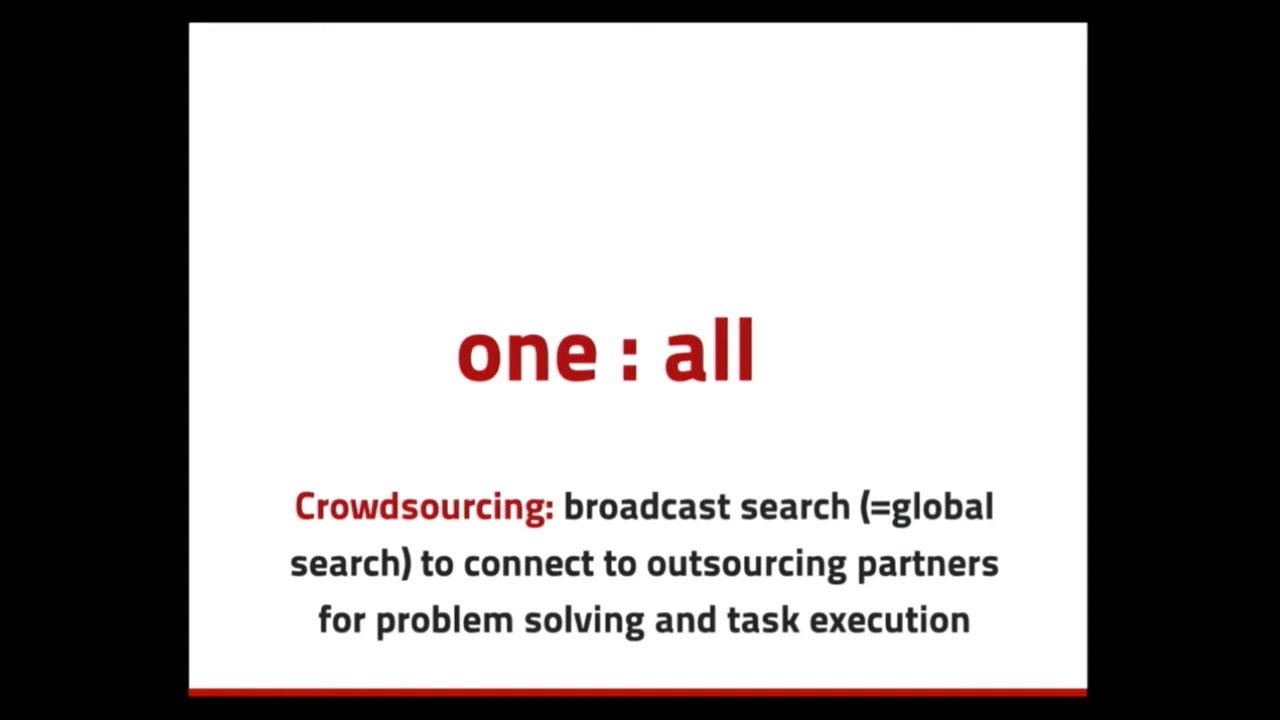 one : all
Crowdsourcing: broadcast search (=global
search) to connect to outsourcing partners
for problem solving and task execution